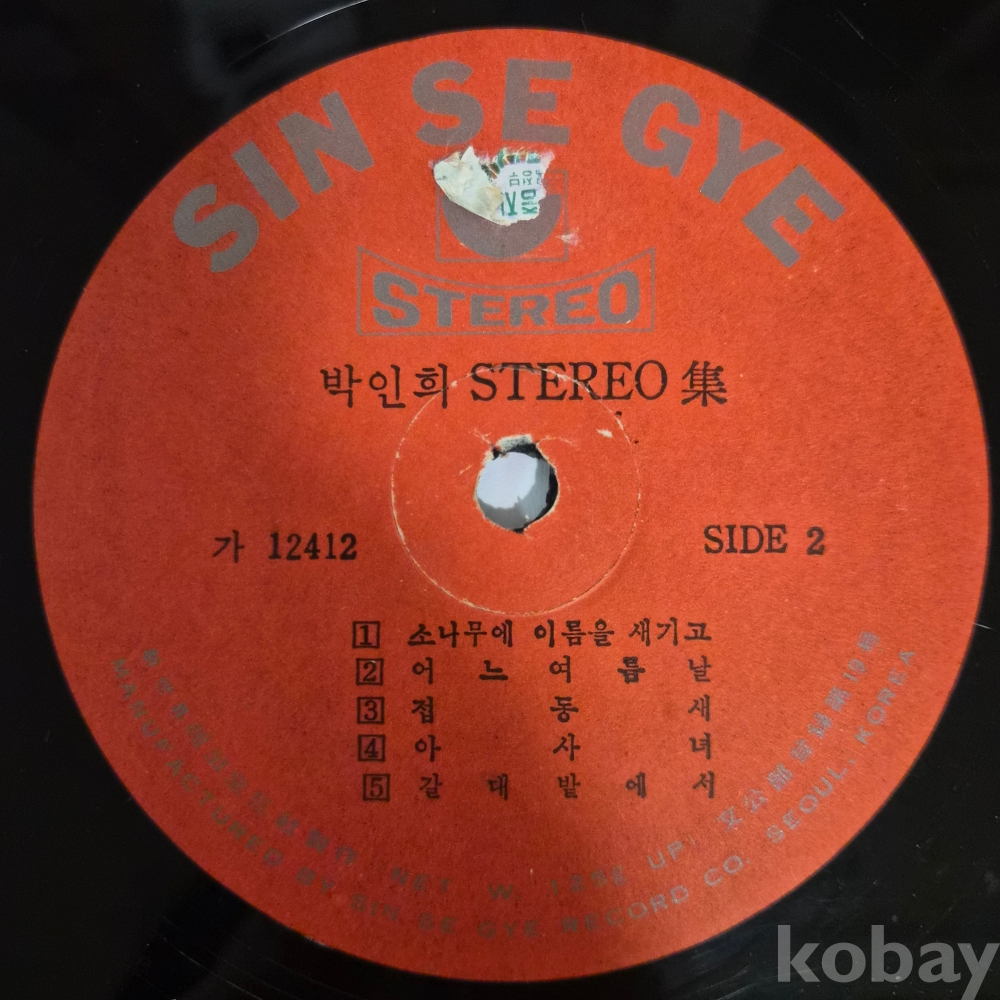 SIN SE GYE
STEREO
박인희 STEREO 集
가 12412
SIDE 2
1 소나무에 이름을 새기고
2 어느여름날
3 접동새
4 아사녀
5 갈대밭에서
MANUFACTURED BY SIN SE GYE RECORD CO. SEOUL, KOREA
kobay